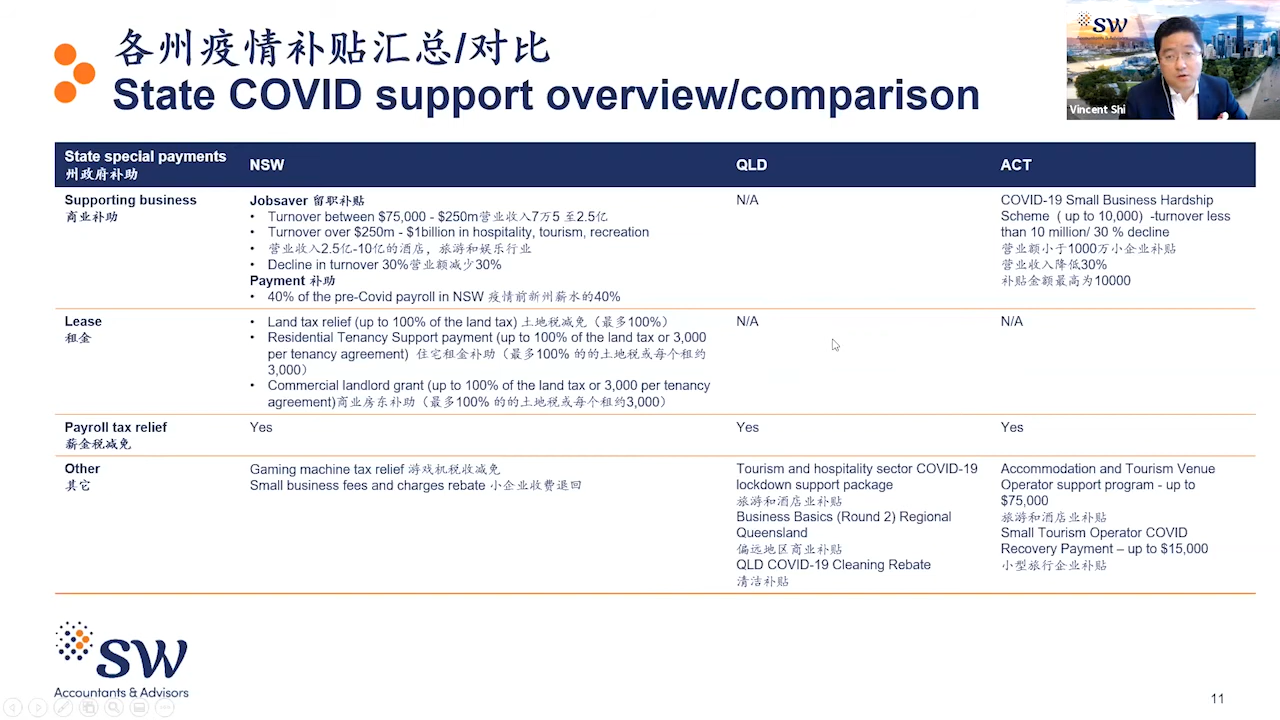 各州疫情补贴汇总/对比
State COVID support overview/comparison
SW
Accountants & Advisors
Vincent Shi
State special payments
州政府补助
NSW
QLD
ACT
Supporting business
商业补助
Jobsaver 留职补贴
• Turnover between $75,000 - $250m营业收入7万5 至2.5亿
• Turnover over $250m - $1billion in hospitality, tourism, recreation
• 营业收入2.5亿-10亿的酒店，旅游和娱乐行业
• Decline in turnover 30%营业额减少30%
Payment 补助
• 40% of the pre-Covid payroll in NSW 疫情前新州薪水的40%
N/A
COVID-19 Small Business Hardship
Scheme ( up to 10,000) -turnover less
than 10 million/ 30 % decline
营业额小于1000万小企业补贴
营业收入降低30%
补贴金额最高为10000
Lease
租金
• Land tax relief (up to 100% of the land tax) 土地税减免（最多100%）
• Residential Tenancy Support payment (up to 100% of the land tax or 3,000
per tenancy agreement) 住宅租金补助（最多100% 的的土地税或每个租约
3,000）
• Commercial landlord grant (up to 100% of the land tax or 3,000 per tenancy
agreement)商业房东补助（最多100% 的的土地税或每个租约3,000）
N/A
N/A
Payroll tax relief
薪金税减免
Yes
Yes
Yes
Other
其它
Gaming machine tax relief 游戏机税收减免
Small business fees and charges rebate 小企业收费退回
Tourism and hospitality sector COVID-19
lockdown support package
旅游和酒店业补贴
Business Basics (Round 2) Regional
Queensland
偏远地区商业补贴
QLD COVID-19 Cleaning Rebate
清洁补贴
Accommodation and Tourism Venue
Operator support program - up to
$75,000
旅游和酒店业补贴
Small Tourism Operator COVID
Recovery Payment – up to $15,000
小型旅行企业补贴
SW
Accountants & Advisors
11